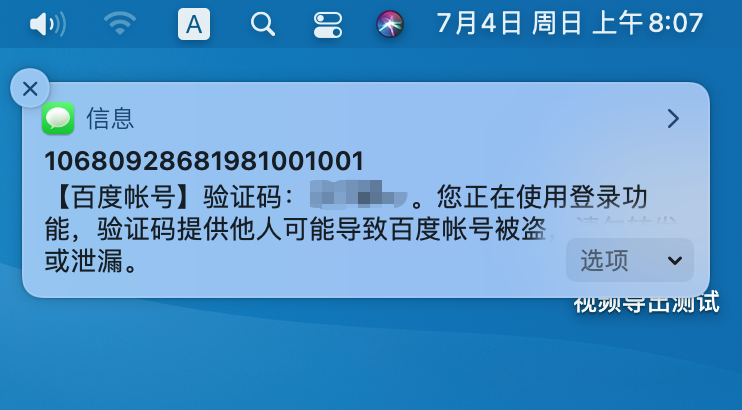 A
7月4日 周日 上午8:07
信息
10680928681981001001
【百度帐号】验证码： 。您正在使用登录功
能，验证码提供他人可能导致百度帐号被盗，
或泄漏。
选项
视频导出测试